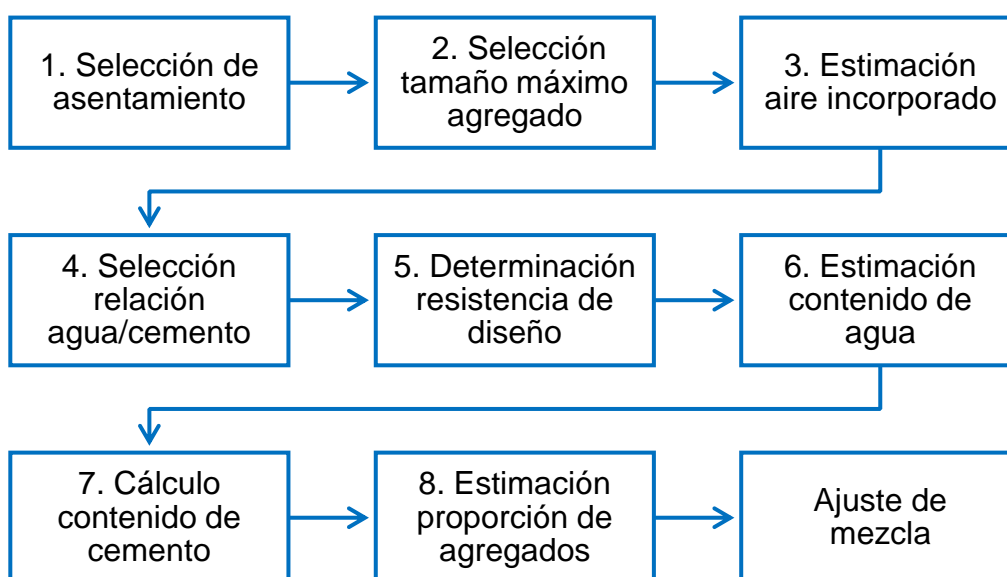 1. Selección de
asentamiento
2. Selección
tamaño máximo
agregado
3. Estimación
aire incorporado
4. Selección
relación
agua/cemento
5. Determinación
resistencia de
diseño
6. Estimación
contenido de
agua
7. Cálculo
contenido de
cemento
8. Estimación
proporción de
agregados
Ajuste de
mezcla